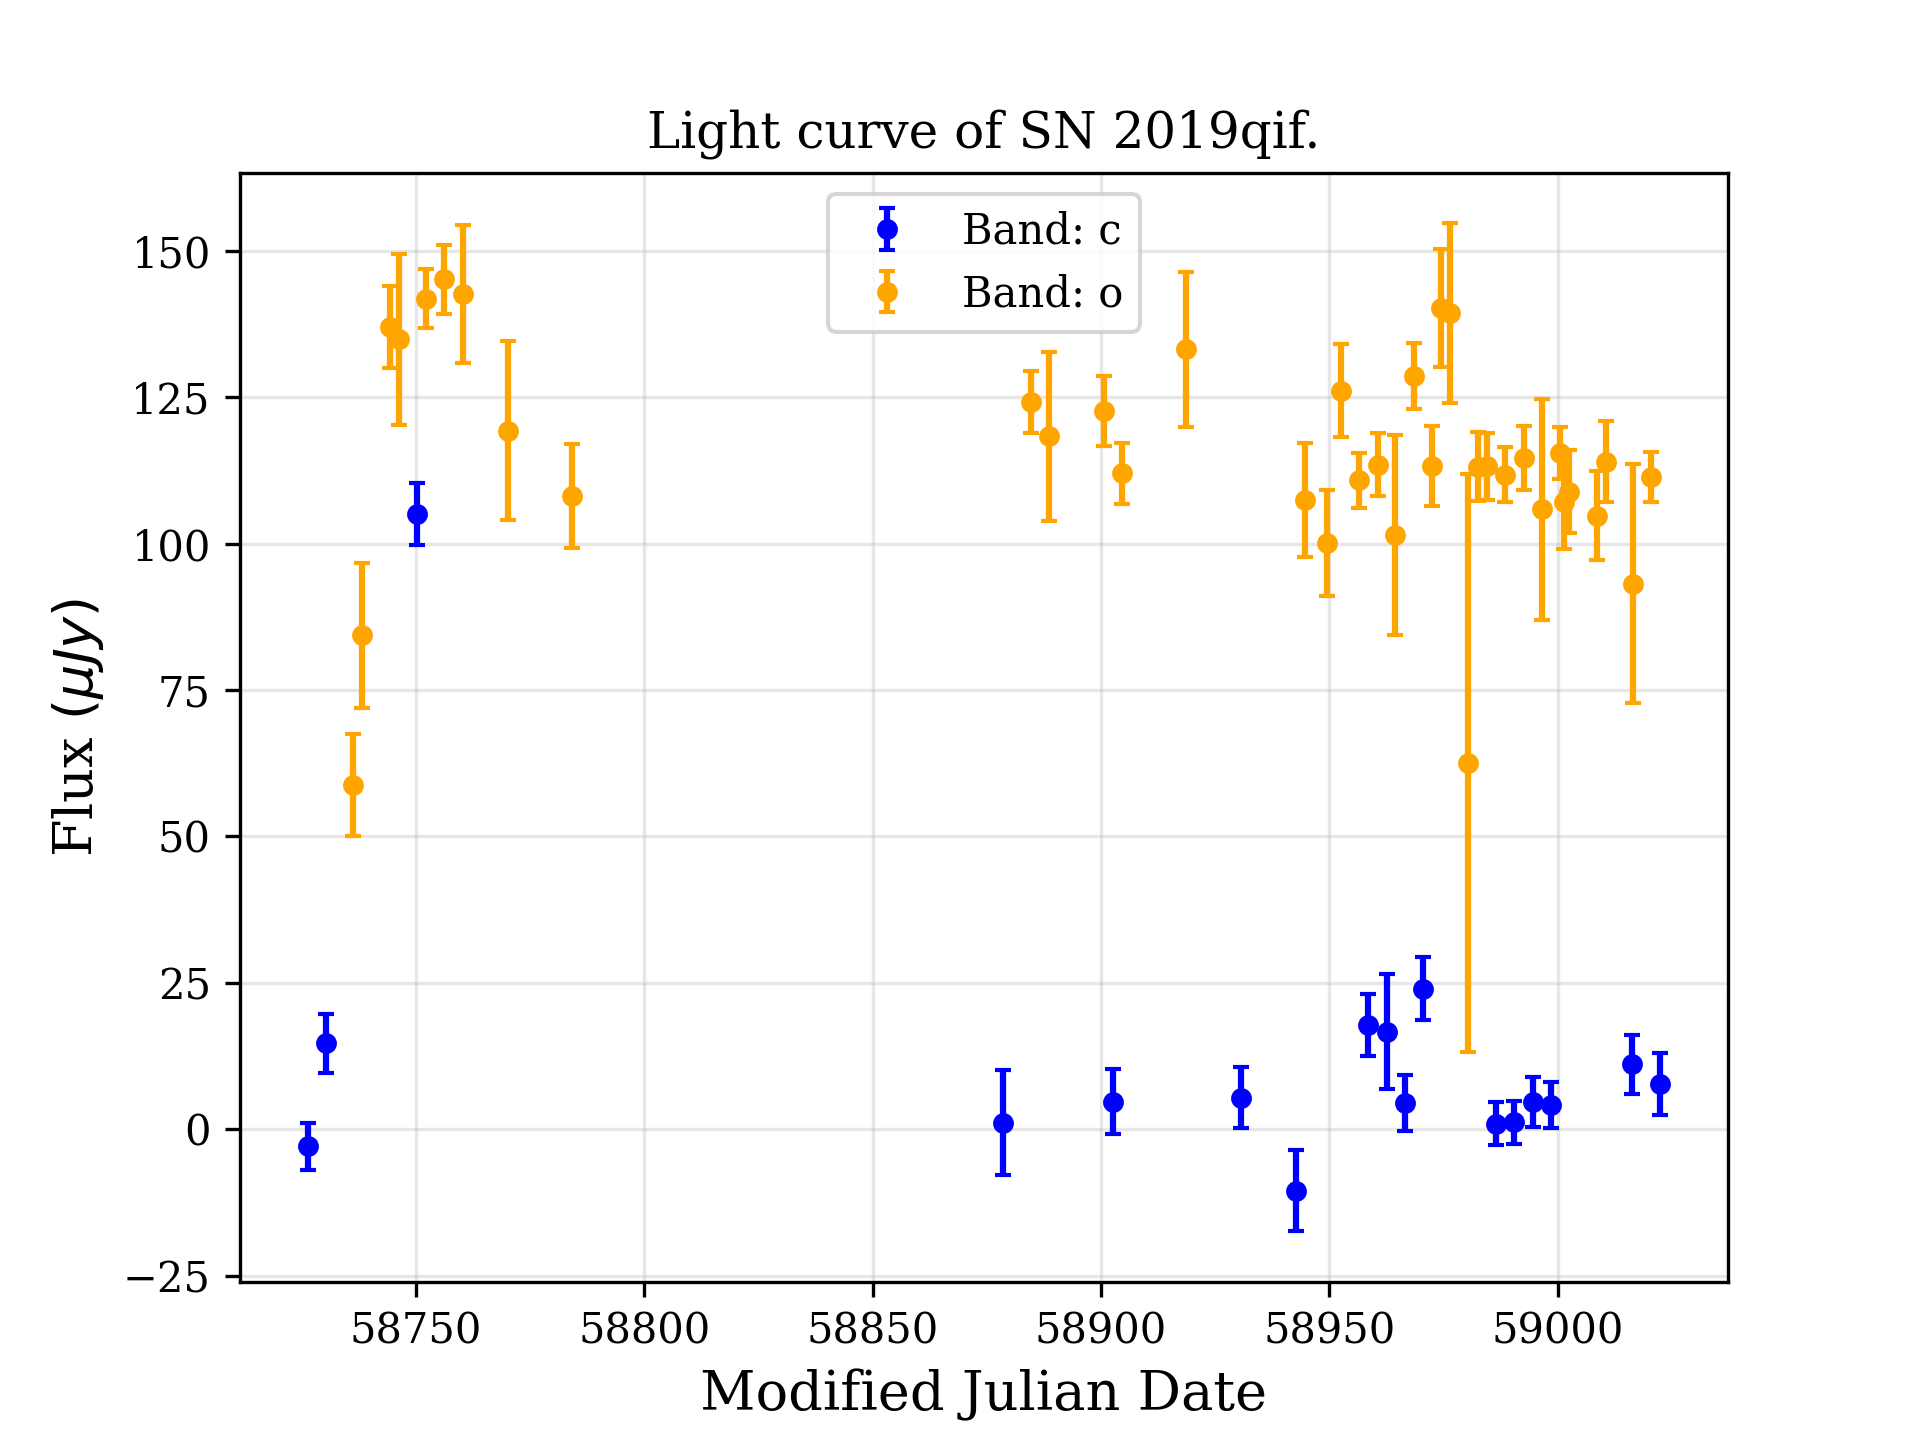 Light curve of SN 2019qif.
Band: c
Band: o
Flux (μJy)
150
125
100
75
50
25
0
−25
58750 58800 58850 58900 58950 59000
Modified Julian Date